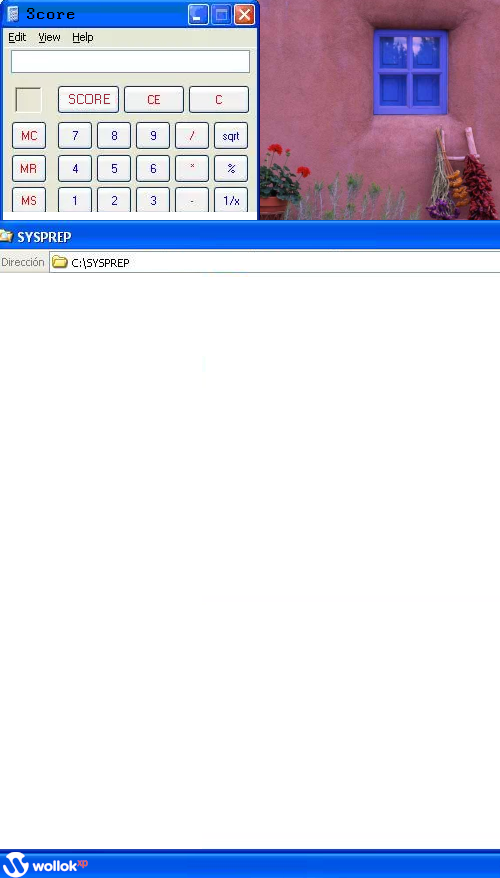 3core
Edit View Help
SCORE CE C
MC 7 8 9 / sqrt
MR 4 5 6 * %
MS 1 2 3 - 1/x
SYSPREP
Dirección C:\SYSPREP
wollok xp